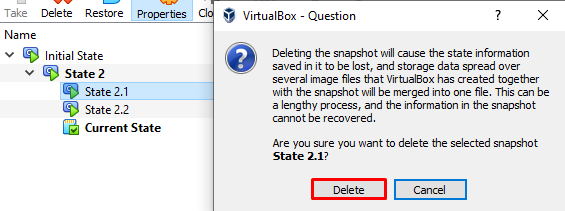 Take Delete Restore Properties Clo
Name
Initial State
State 2
State 2.1
State 2.2
Current State
VirtualBox - Question
Deleting the snapshot will cause the state information
saved in it to be lost, and storage data spread over
several image files that VirtualBox has created together
with the snapshot will be merged into one file. This can be
a lengthy process, and the information in the snapshot
cannot be recovered.
Are you sure you want to delete the selected snapshot
State 2.1?
Delete Cancel